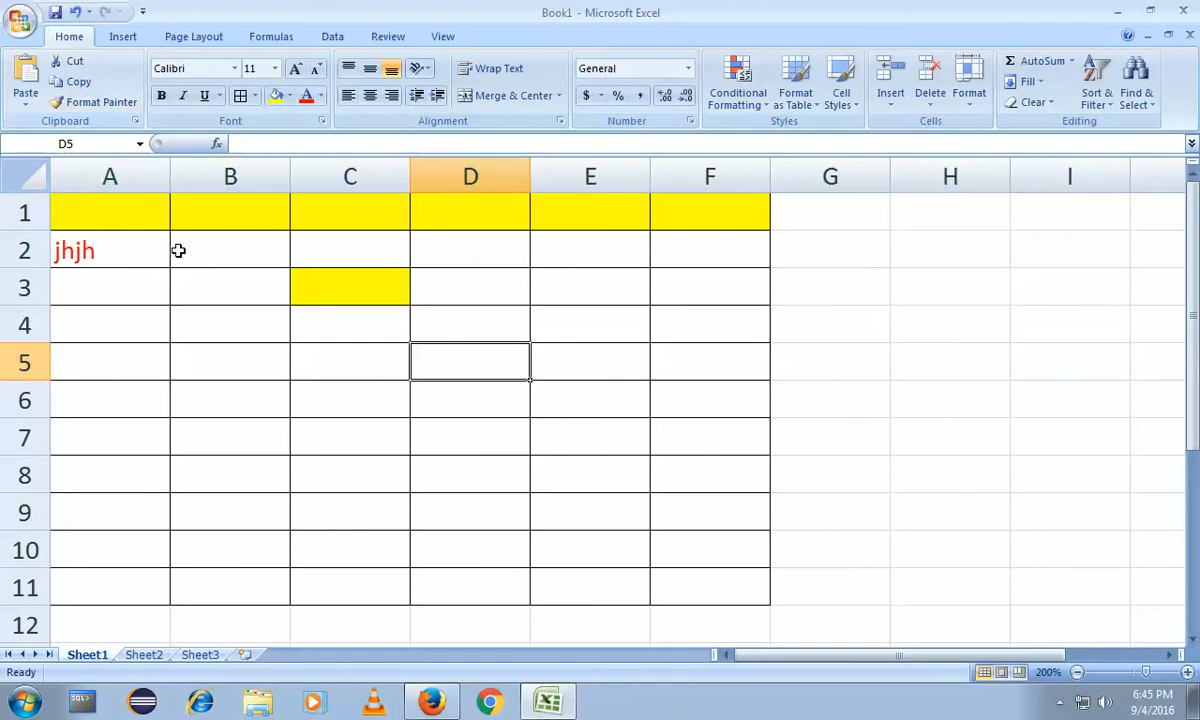 Book1 - Microsoft Excel
Home Insert Page Layout Formulas Data Review View
Paste
Cut
Copy
Format Painter
Clipboard
Calibri 11
A A
B I U A
Font
Wrap Text
Merge & Center
Alignment
General
$ % ,
Number
Conditional Formatting
Format as Table
Cell Styles
Styles
Insert
Delete
Format
Cells
Σ AutoSum
Fill
Clear
Sort & Filter
Find & Select
Editing
D5 fx
A B C D E F G H I
1
2 jhjh
3
4
5
6
7
8
9
10
11
12
Sheet1 Sheet2 Sheet3
Ready 200%
SQL>
6:45 PM
9/4/2016